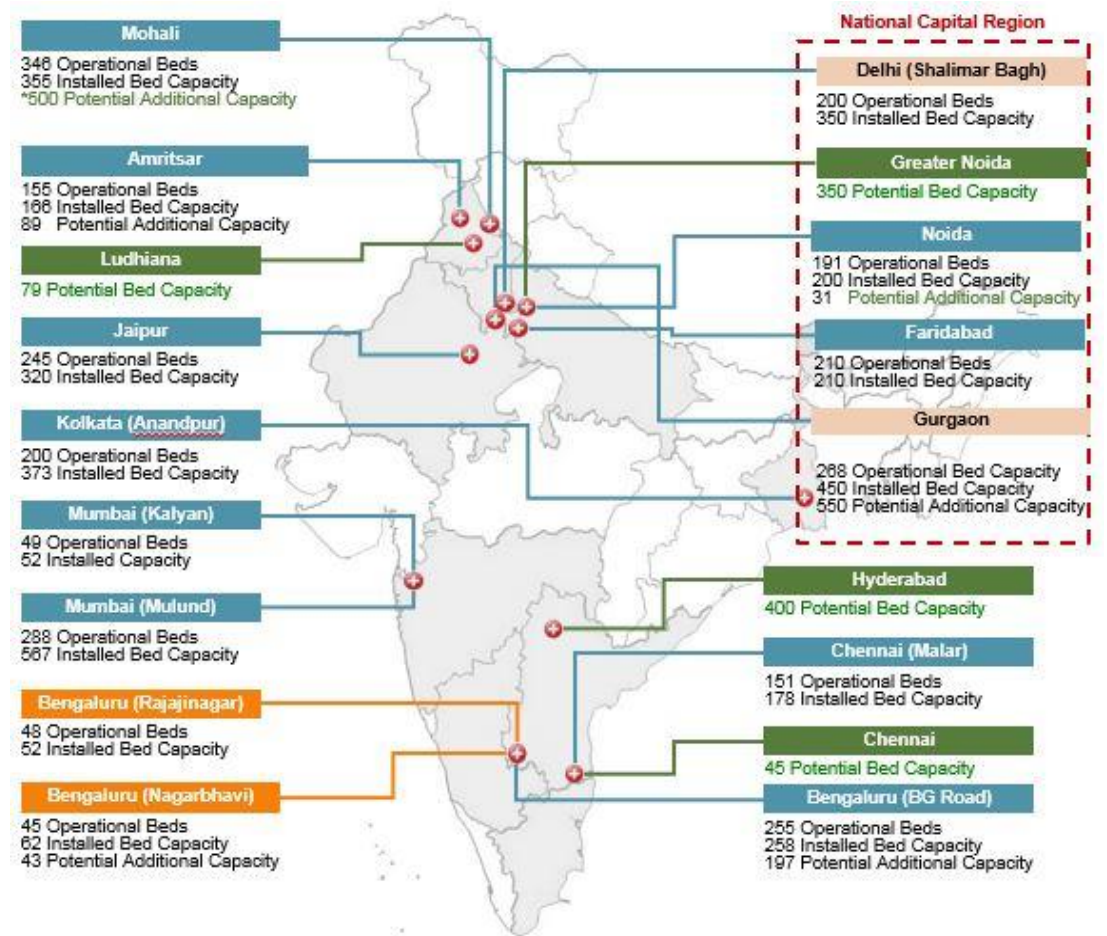 Mohali
346 Operational Beds
355 Installed Bed Capacity
*500 Potential Additional Capacity
Amritsar
155 Operational Beds
166 Installed Bed Capacity
89 Potential Additional Capacity
Ludhiana
79 Potential Bed Capacity
Jaipur
245 Operational Beds
320 Installed Bed Capacity
Kolkata (Anandpur)
200 Operational Beds
373 Installed Bed Capacity
Mumbai (Kalyan)
49 Operational Beds
52 Installed Capacity
Mumbai (Mulund)
288 Operational Beds
567 Installed Bed Capacity
Bengaluru (Rajajinagar)
48 Operational Beds
52 Installed Bed Capacity
Bengaluru (Nagarbhavi)
45 Operational Beds
62 Installed Bed Capacity
43 Potential Additional Capacity
National Capital Region
Delhi (Shalimar Bagh)
200 Operational Beds
350 Installed Bed Capacity
Greater Noida
350 Potential Bed Capacity
Noida
191 Operational Beds
200 Installed Bed Capacity
31 Potential Additional Capacity
Faridabad
210 Operational Beds
210 Installed Bed Capacity
Gurgaon
268 Operational Bed Capacity
450 Installed Bed Capacity
550 Potential Additional Capacity
Hyderabad
400 Potential Bed Capacity
Chennai (Malar)
151 Operational Beds
178 Installed Bed Capacity
Chennai
45 Potential Bed Capacity
Bengaluru (BG Road)
255 Operational Beds
258 Installed Bed Capacity
197 Potential Additional Capacity